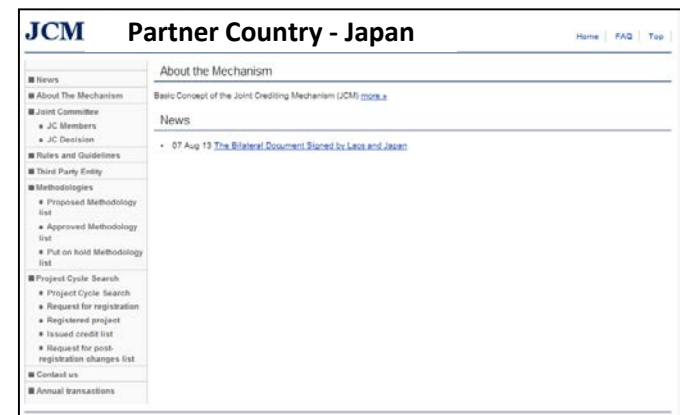 JCM Partner Country - Japan
Home | FAQ | Top
■ News
■ About The Mechanism
■ Joint Committee
● JC Members
● JC Decision
■ Rules and Guidelines
■ Third Party Entity
■ Methodologies
● Proposed Methodology
list
● Approved Methodology
list
● Put on hold Methodology
list
■ Project Cycle Search
● Project Cycle Search
● Request for registration
● Registered project
● Issued credit list
● Request for post-
registration changes list
■ Contact us
■ Annual transactions
About the Mechanism
Basic Concept of the Joint Crediting Mechanism (JCM) more »
News
• 07 Aug 13 The Bilateral Document Signed by Laos and Japan